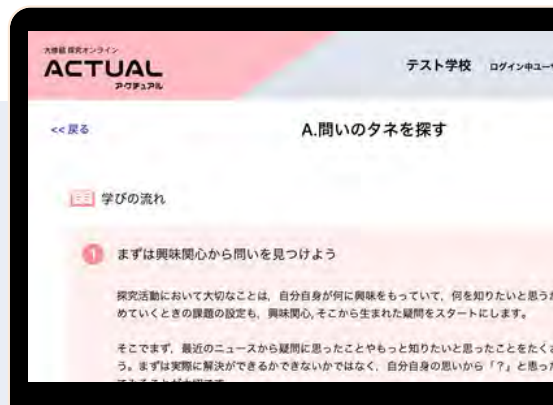 大修館 探究オンライン
ACTUAL
アクチュアル
テスト学校 ログイン中ユーザ
<< 戻る
A.問いのタネを探す
学びの流れ
1 まずは興味関心から問いを見つけよう
探究活動において大切なことは，自分自身が何に興味をもっていて，何を知りたいと思うか
めていくときの課題の設定も，興味関心，そこから生まれた疑問をスタートにします。
そこでまず，最近のニュースから疑問に思ったことやもっと知りたいと思ったことをたくさ
う。まずは実際に解決ができるかできないかではなく，自分自身の思いから「？」と思った